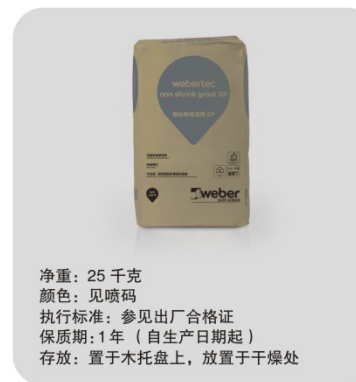 webertec
non shrink grout GP
weber
SAINT-GOBAIN
净重：25 千克
颜色：见喷码
执行标准：参见出厂合格证
保质期：1 年 （自生产日期起）
存放：置于木托盘上，放置于干燥处